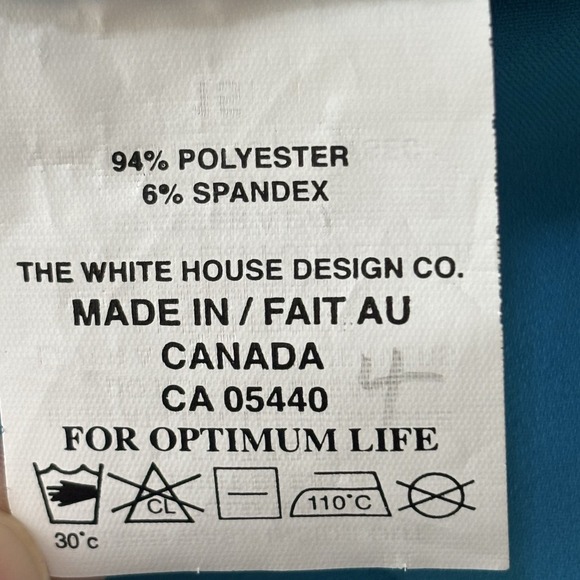 94% POLYESTER
6% SPANDEX
THE WHITE HOUSE DESIGN CO.
MADE IN / FAIT AU
CANADA
CA 05440
4
FOR OPTIMUM LIFE
CL
110°C
30°c